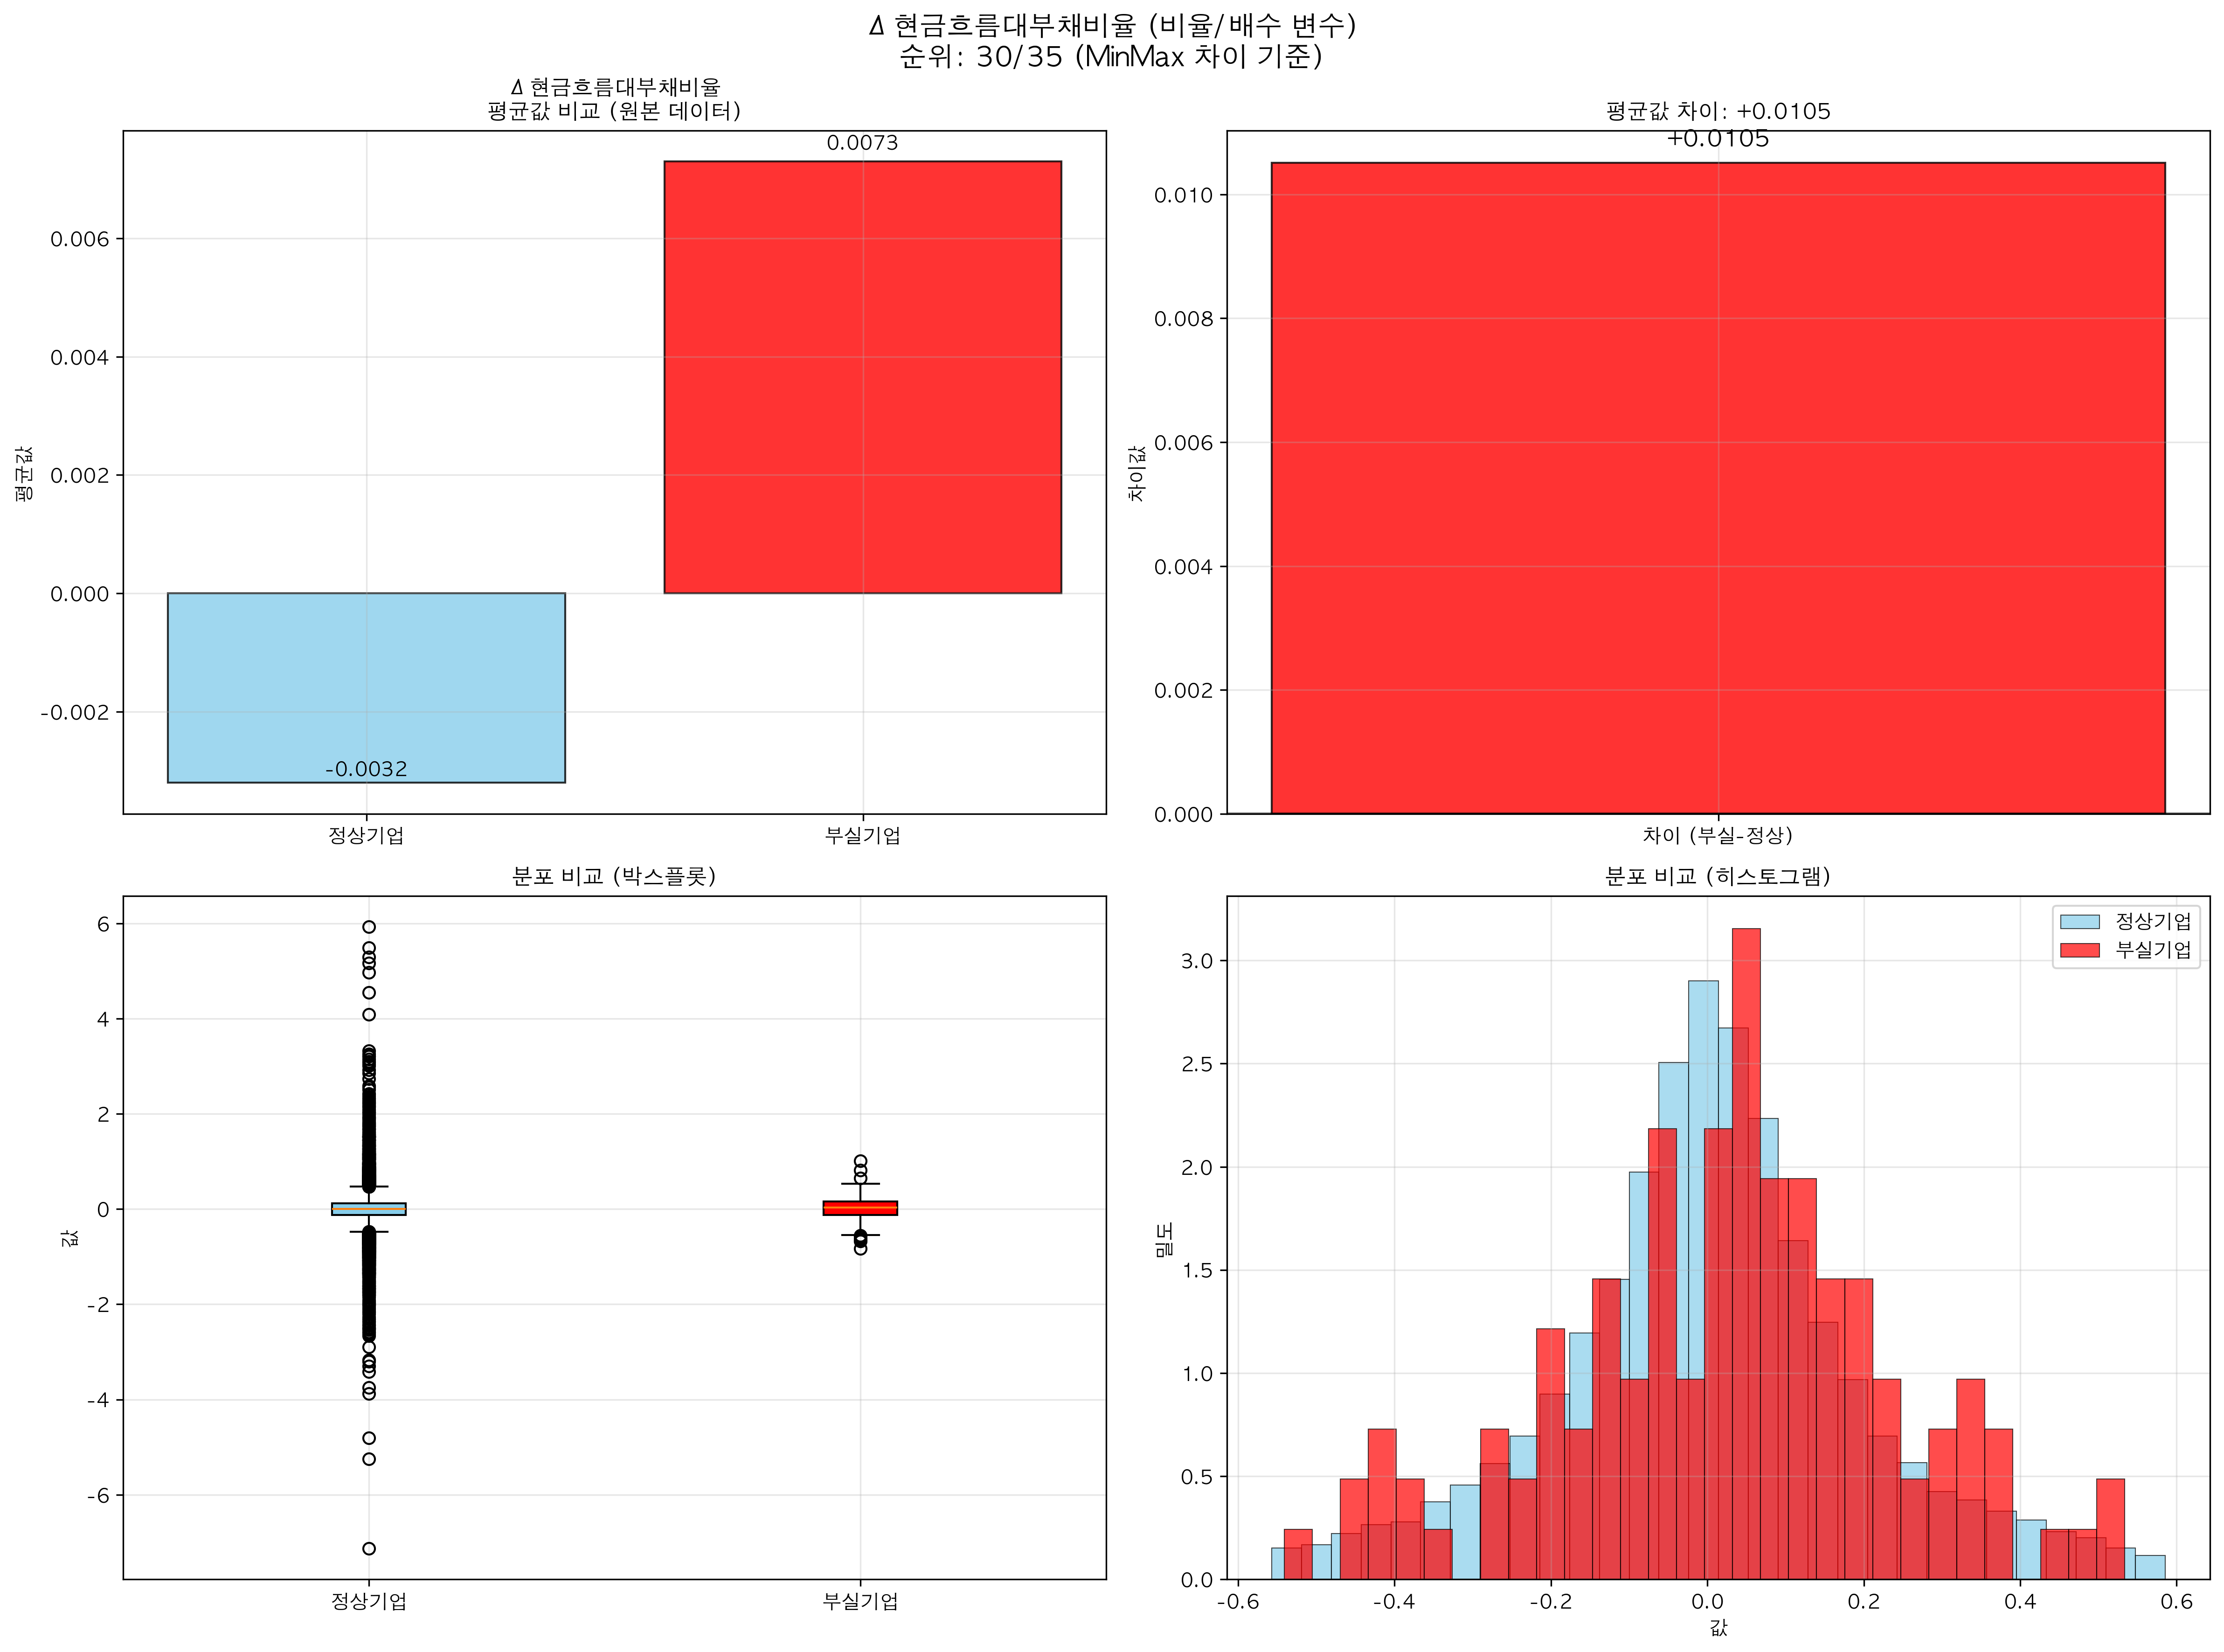 Δ 현금흐름대부채비율 (비율/배수 변수)
순위: 30/35 (MinMax 차이 기준)
Δ 현금흐름대부채비율
평균값 비교 (원본 데이터)
평균값
0.006
0.004
0.002
0.000
-0.002
0.0073
-0.0032
정상기업
부실기업
평균값 차이: +0.0105
+0.0105
차이값
0.010
0.008
0.006
0.004
0.002
0.000
차이 (부실-정상)
분포 비교 (박스플롯)
값
6
4
2
0
-2
-4
-6
정상기업
부실기업
분포 비교 (히스토그램)
정상기업
부실기업
밀도
3.0
2.5
2.0
1.5
1.0
0.5
0.0
-0.6
-0.4
-0.2
0.0
0.2
0.4
0.6
값